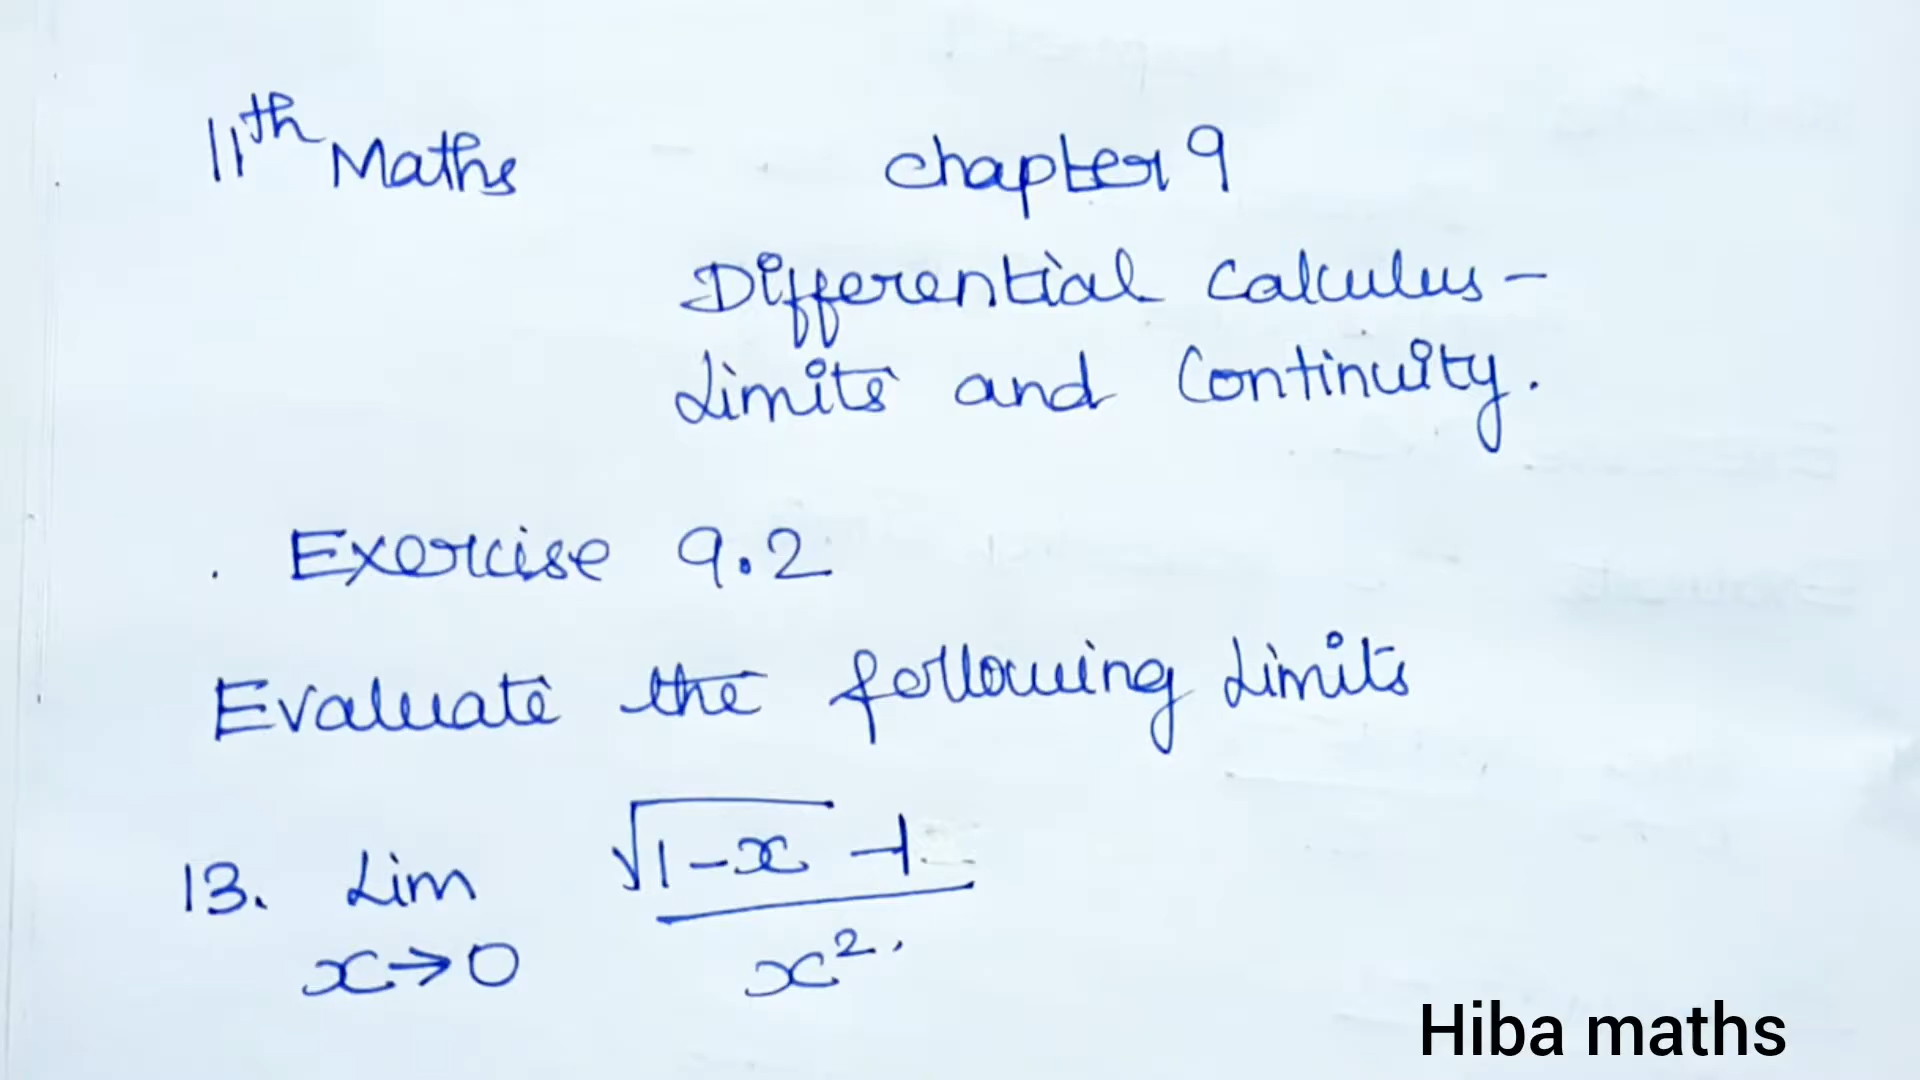 11th Maths chapter 9
Differential Calculus -
Limits and Continuity.
Exercise 9.2
Evaluate the following Limits
13. Lim √1-x -1
x→0 x².
Hiba maths